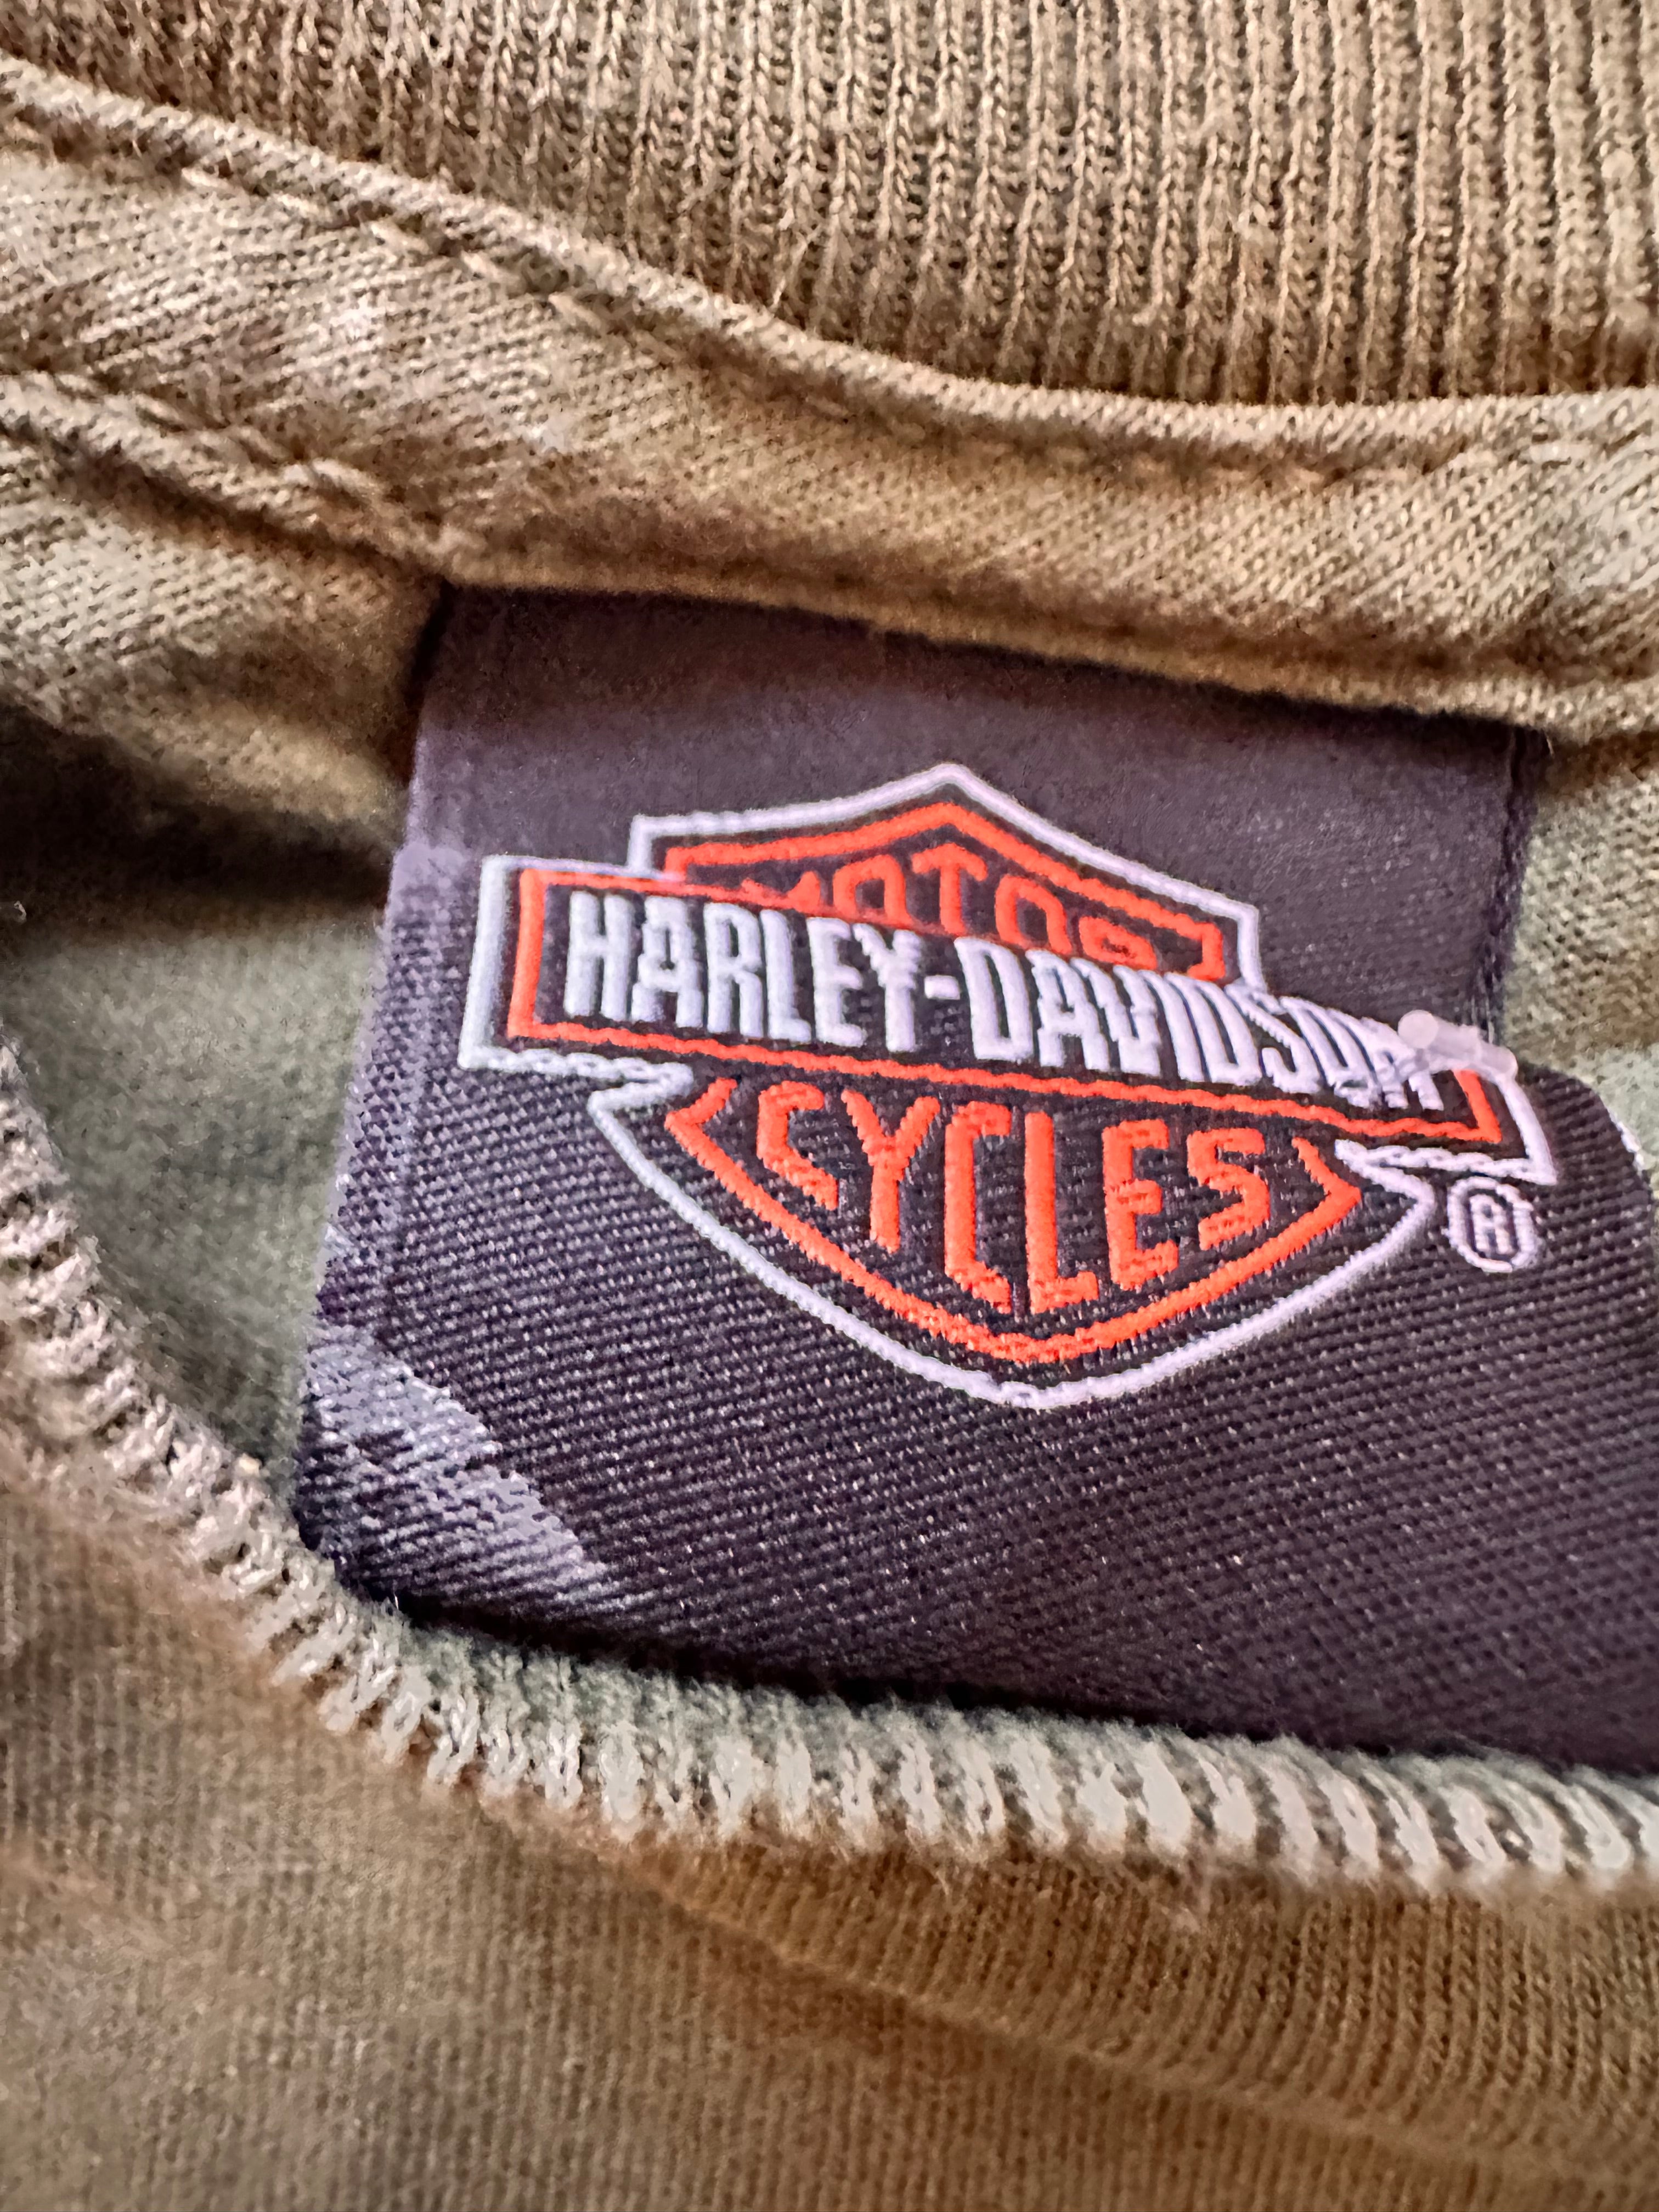 MOTOR
HARLEY-DAVIDSON
CYCLES
®